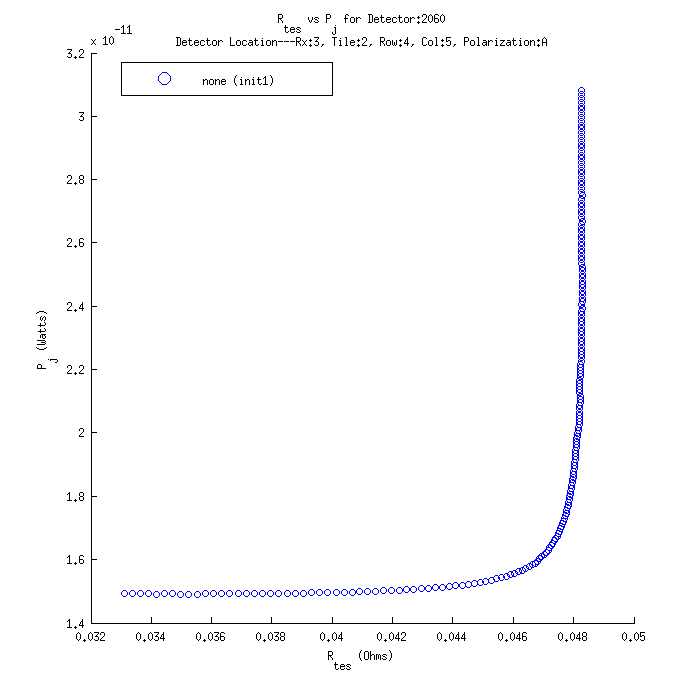 R_tes vs P_j for Detector:2060
Detector Location---Rx:3, Tile:2, Row:4, Col:5, Polarization:A
x 10^-11
none (init1)
3.2
3
2.8
2.6
2.4
2.2
2
1.8
1.6
1.4
P_j (Watts)
0.032 0.034 0.036 0.038 0.04 0.042 0.044 0.046 0.048 0.05
R_tes (Ohms)